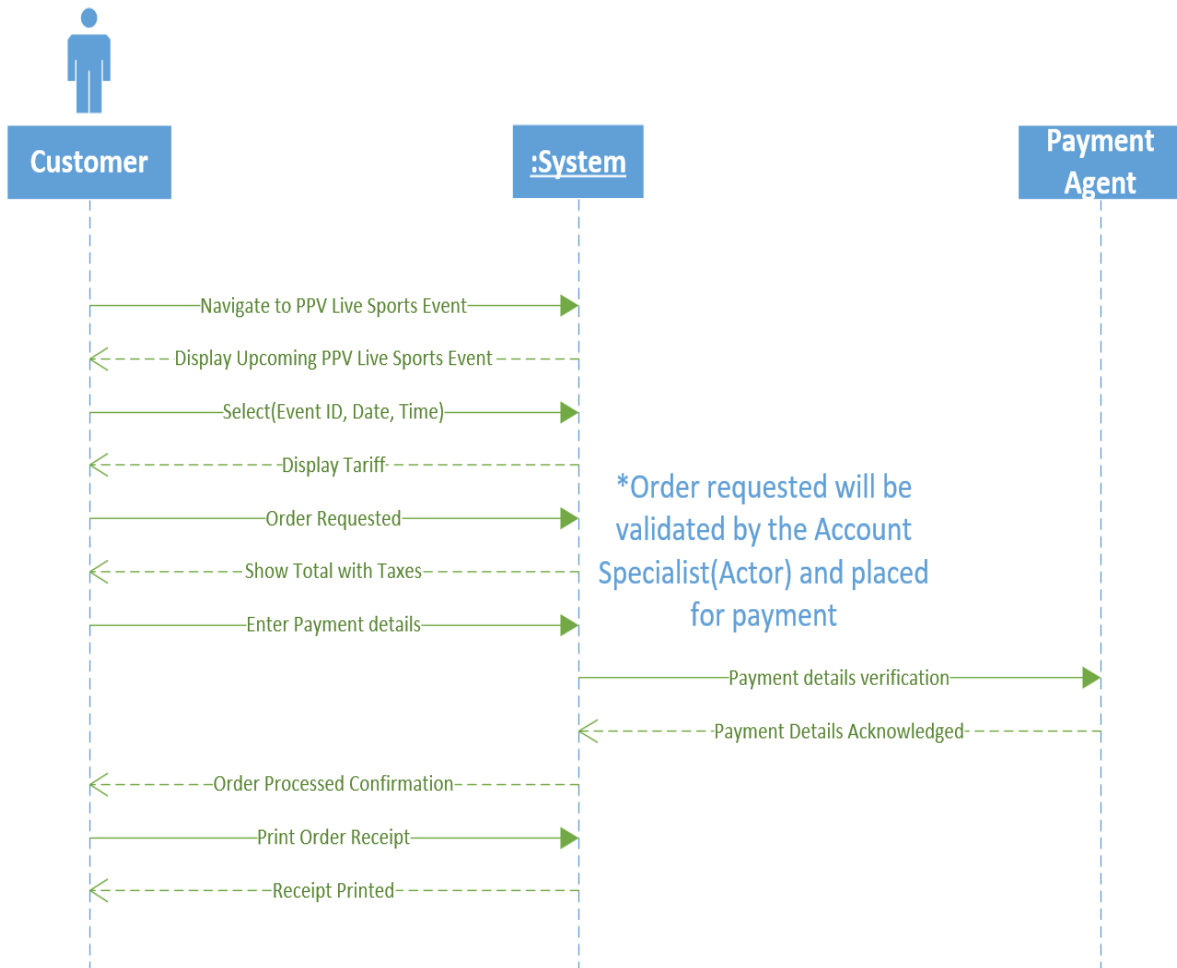 Customer
:System
Payment
Agent
Navigate to PPV Live Sports Event
Display Upcoming PPV Live Sports Event
Select(Event ID, Date, Time)
Display Tariff
*Order requested will be
validated by the Account
Specialist(Actor) and placed
for payment
Order Requested
Show Total with Taxes
Enter Payment details
Payment details verification
Payment Details Acknowledged
Order Processed Confirmation
Print Order Receipt
Receipt Printed